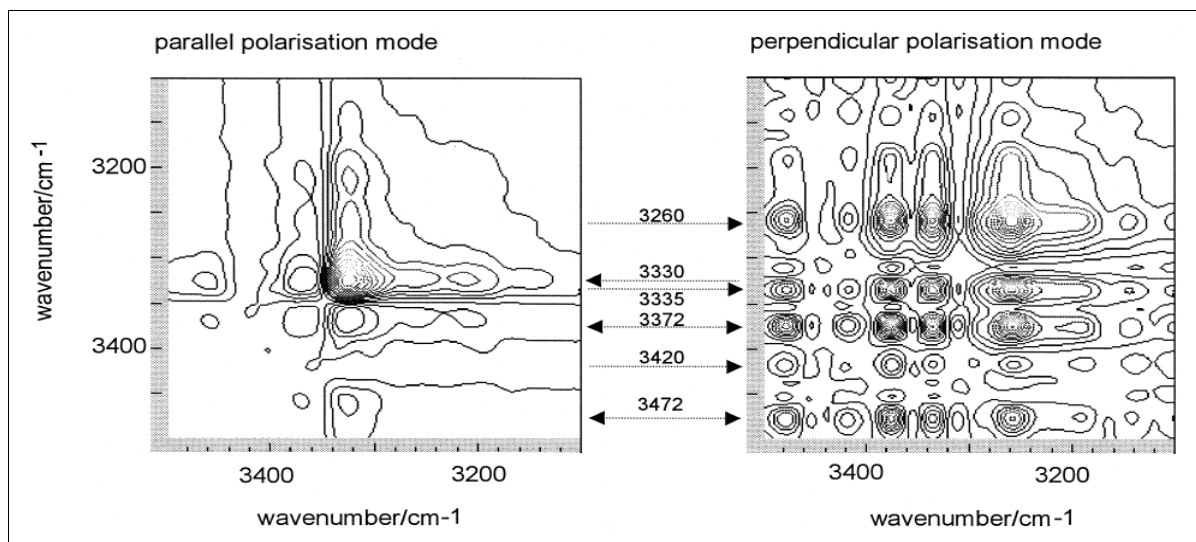 parallel polarisation mode
perpendicular polarisation mode
wavenumber/cm-1
3200
3400
3400
3200
wavenumber/cm-1
3260
3330
3335
3372
3420
3472
3400
3200
wavenumber/cm-1